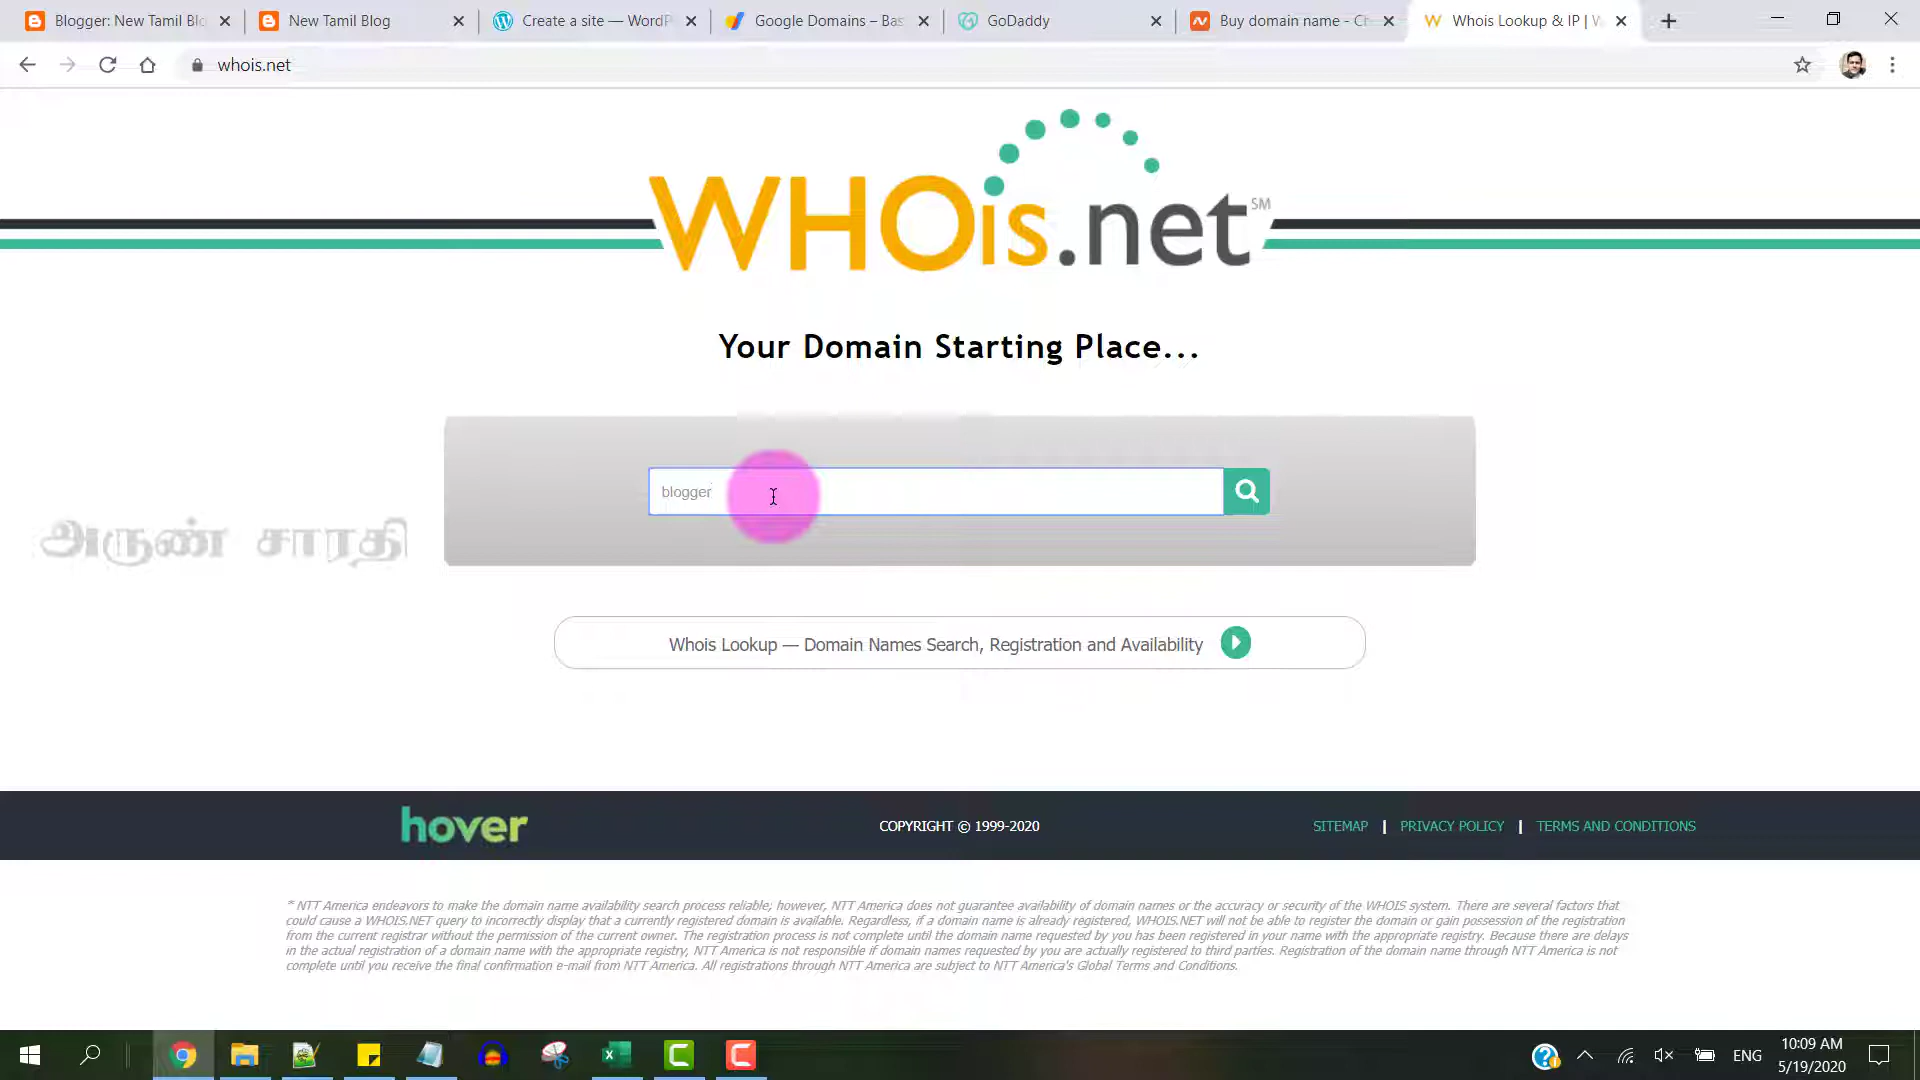 Blogger: New Tamil Blo
New Tamil Blog
Create a site — WordP
Google Domains – Bas
GoDaddy
Buy domain name - Ch
Whois Lookup & IP | W
whois.net
WHOis.net SM
Your Domain Starting Place...
blogger
அருண் சாரதி
Whois Lookup — Domain Names Search, Registration and Availability
hover
COPYRIGHT © 1999-2020
SITEMAP | PRIVACY POLICY | TERMS AND CONDITIONS
* NTT America endeavors to make the domain name availability search process reliable; however, NTT America does not guarantee availability of domain names or the accuracy or security of the WHOIS system. There are several factors that
could cause a WHOIS.NET query to incorrectly display that a currently registered domain is available. Regardless, if a domain name is already registered, WHOIS.NET will not be able to register the domain or gain possession of the registration
from the current registrar without the permission of the current owner. The registration process is not complete until the domain name requested by you has been registered in your name with the appropriate registry. Because there are delays
in the actual registration of a domain name with the appropriate registry, NTT America is not responsible if domain names requested by you are actually registered to third parties. Registration of the domain name through NTT America is not
complete until you receive the final confirmation e-mail from NTT America. All registrations through NTT America are subject to NTT America's Global Terms and Conditions.
ENG
10:09 AM
5/19/2020